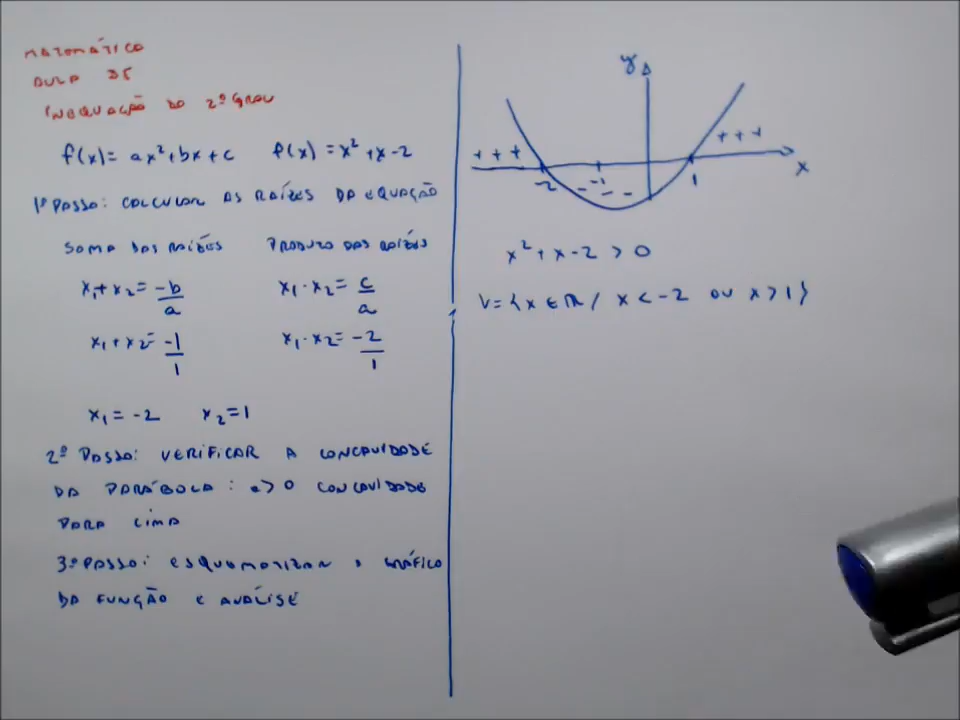 MATEMÁTICA
AULA 35
INEQUAÇÃO DO 2º GRAU
f(x) = ax²+bx+c f(x) = x²+x-2
1º PASSO: CALCULAR AS RAÍZES DA EQUAÇÃO
SOMA DAS RAÍZES PRODUTO DAS RAÍZES
x₁+x₂ = -b/a x₁·x₂ = c/a
x₁+x₂ = -1/1 x₁·x₂ = -2/1
x₁ = -2 x₂ = 1
2º PASSO: VERIFICAR A CONCAVIDADE
DA PARÁBOLA: a>0 CONCAVIDADE
PARA CIMA
3º PASSO: ESQUEMATIZAR O GRÁFICO
DA FUNÇÃO E ANÁLISE
y
+ + + + + +
-2 -1 1 x
- - - -
x²+x-2 > 0
V = {x ∈ R / x < -2 OU x > 1}